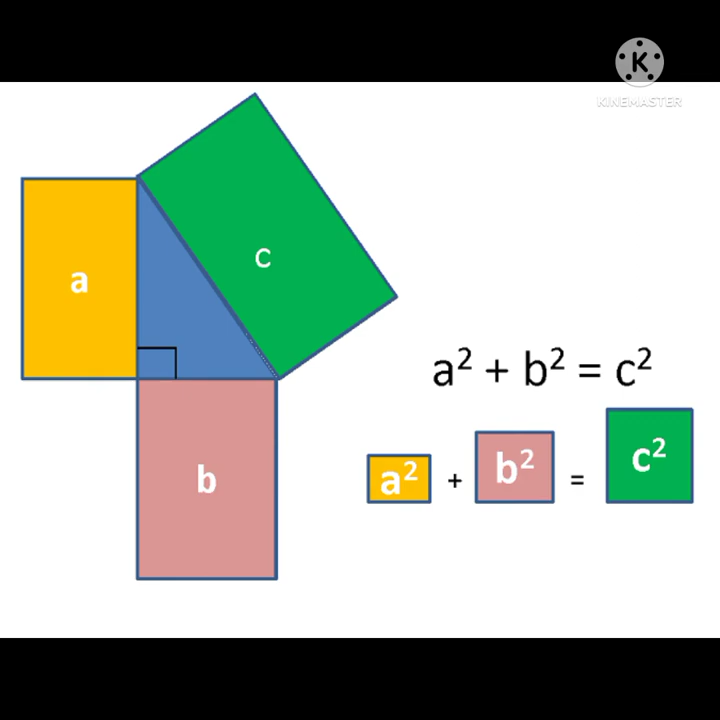 K
KINEMASTER
c
a
a² + b² = c²
a² + b² = c²
b